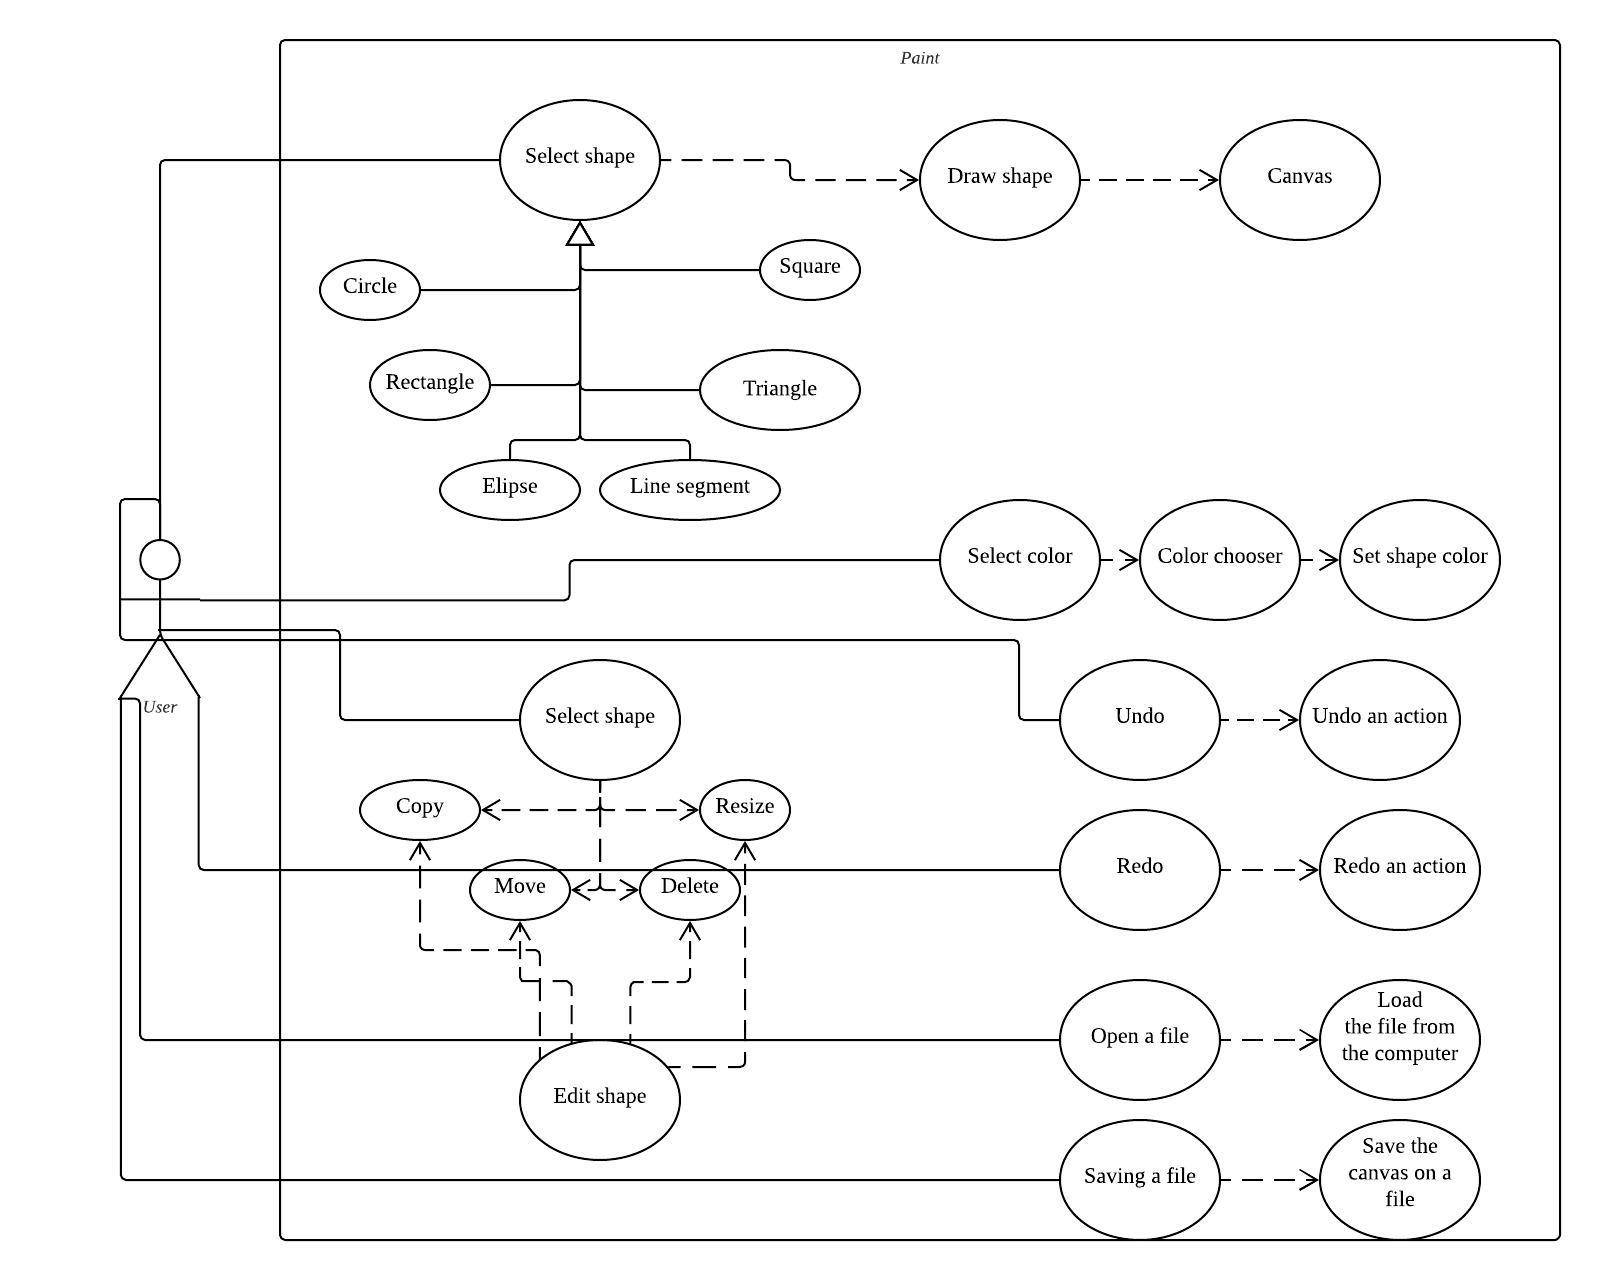 Paint
Select shape
Draw shape
Canvas
Square
Circle
Rectangle
Triangle
Elipse
Line segment
Select color
Color chooser
Set shape color
User
Select shape
Undo
Undo an action
Copy
Resize
Move
Delete
Redo
Redo an action
Open a file
Load
the file from
the computer
Edit shape
Saving a file
Save the
canvas on a
file